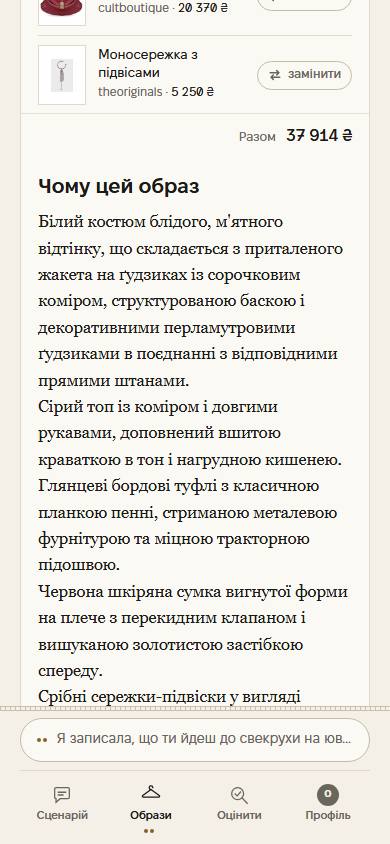 cultboutique · 20 370 ₴
Моносережка з
підвісами
theoriginals · 5 250 ₴
замінити
Разом 37 914 ₴
Чому цей образ
Білий костюм блідого, м'ятного
відтінку, що складається з приталеного
жакета на ґудзиках із сорочковим
коміром, структурованою баскою і
декоративними перламутровими
ґудзиками в поєднанні з відповідними
прямими штанами.
Сірий топ із коміром і довгими
рукавами, доповнений вшитою
краваткою в тон і нагрудною кишенею.
Глянцеві бордові туфлі з класичною
планкою пенні, стриманою металевою
фурнітурою та міцною тракторною
підошвою.
Червона шкіряна сумка вигнутої форми
на плече з перекидним клапаном і
вишуканою золотистою застібкою
спереду.
Срібні сережки-підвіски у вигляді
Я записала, що ти йдеш до свекрухи на юв...
Сценарій
Образи
Оцінити
О
Профіль